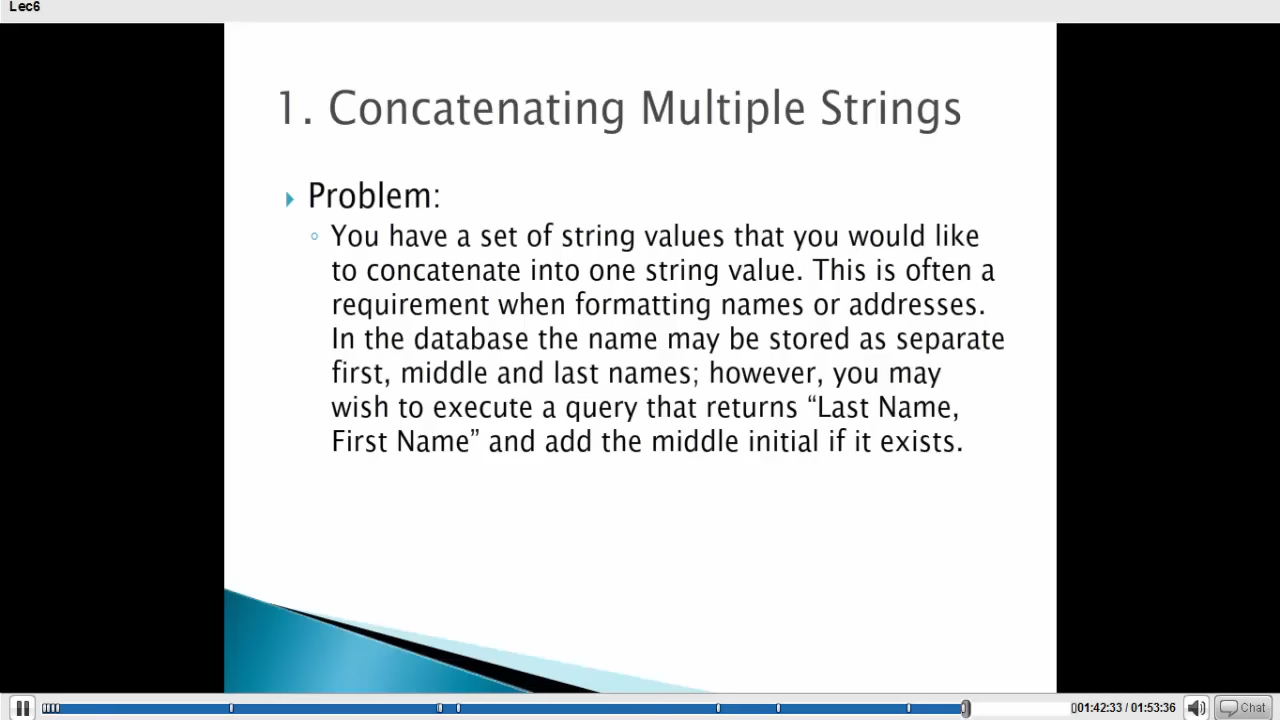 Lec6
1. Concatenating Multiple Strings
Problem:
You have a set of string values that you would like
to concatenate into one string value. This is often a
requirement when formatting names or addresses.
In the database the name may be stored as separate
first, middle and last names; however, you may
wish to execute a query that returns “Last Name,
First Name” and add the middle initial if it exists.
01:42:33 / 01:53:36
Chat